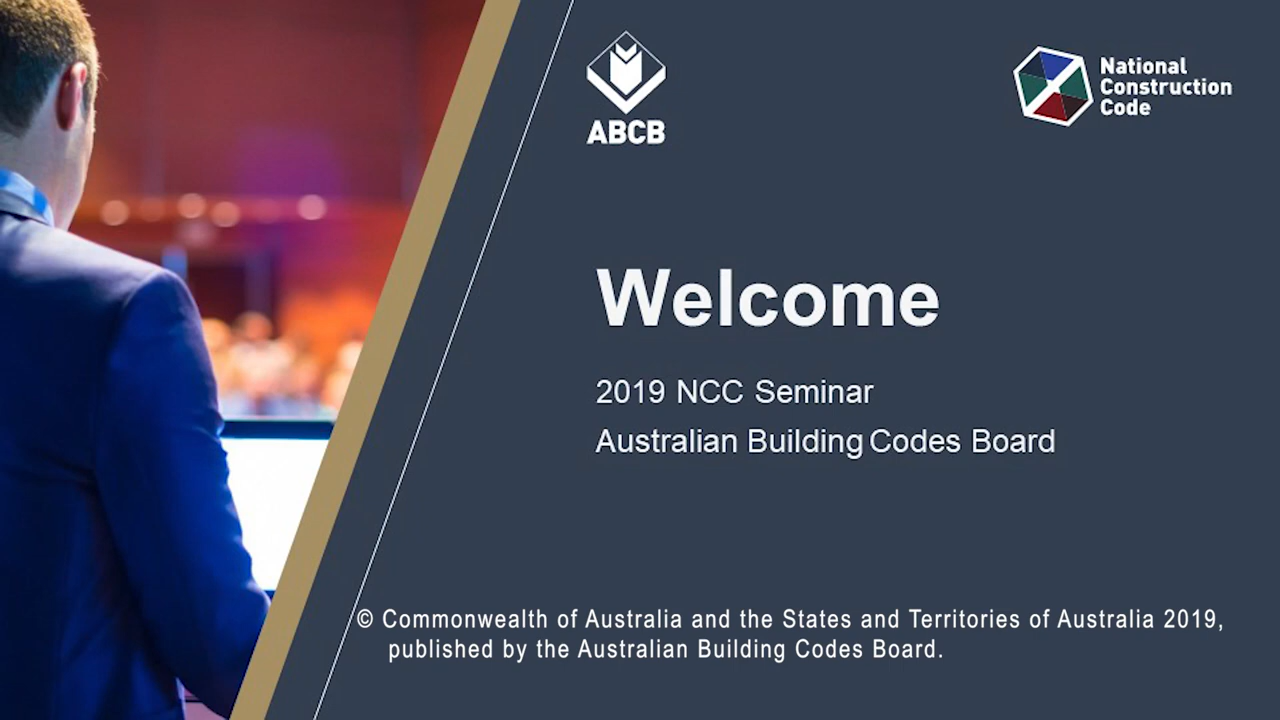 ABCB
National
Construction
Code
Welcome
2019 NCC Seminar
Australian Building Codes Board
© Commonwealth of Australia and the States and Territories of Australia 2019,
published by the Australian Building Codes Board.